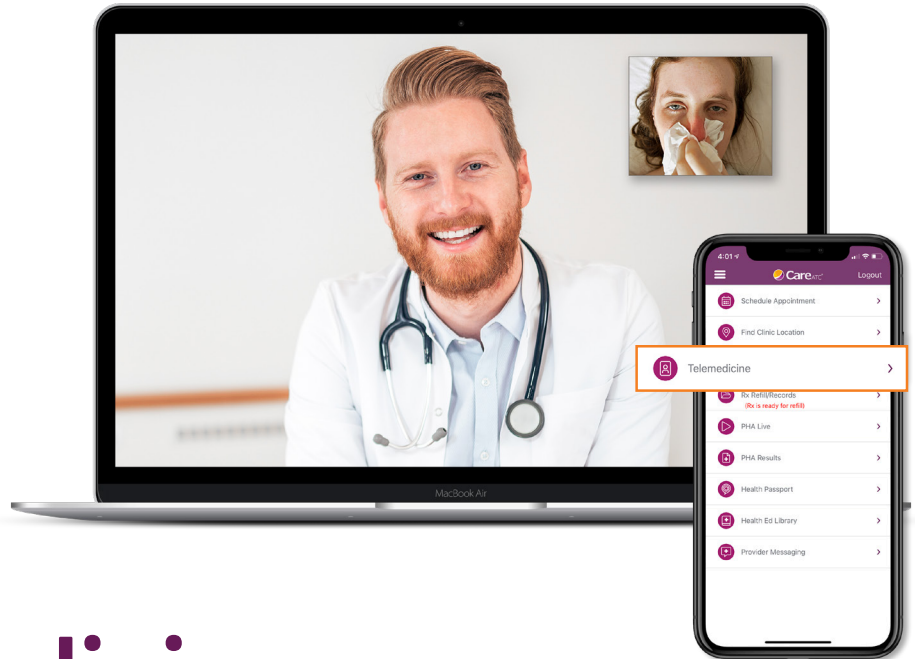 MacBook Air
4:01
CareATC
Logout
Schedule Appointment
Find Clinic Location
Telemedicine
Rx Refill/Records
(Rx is ready for refill)
PHA Live
PHA Results
Health Passport
Health Ed Library
Provider Messaging